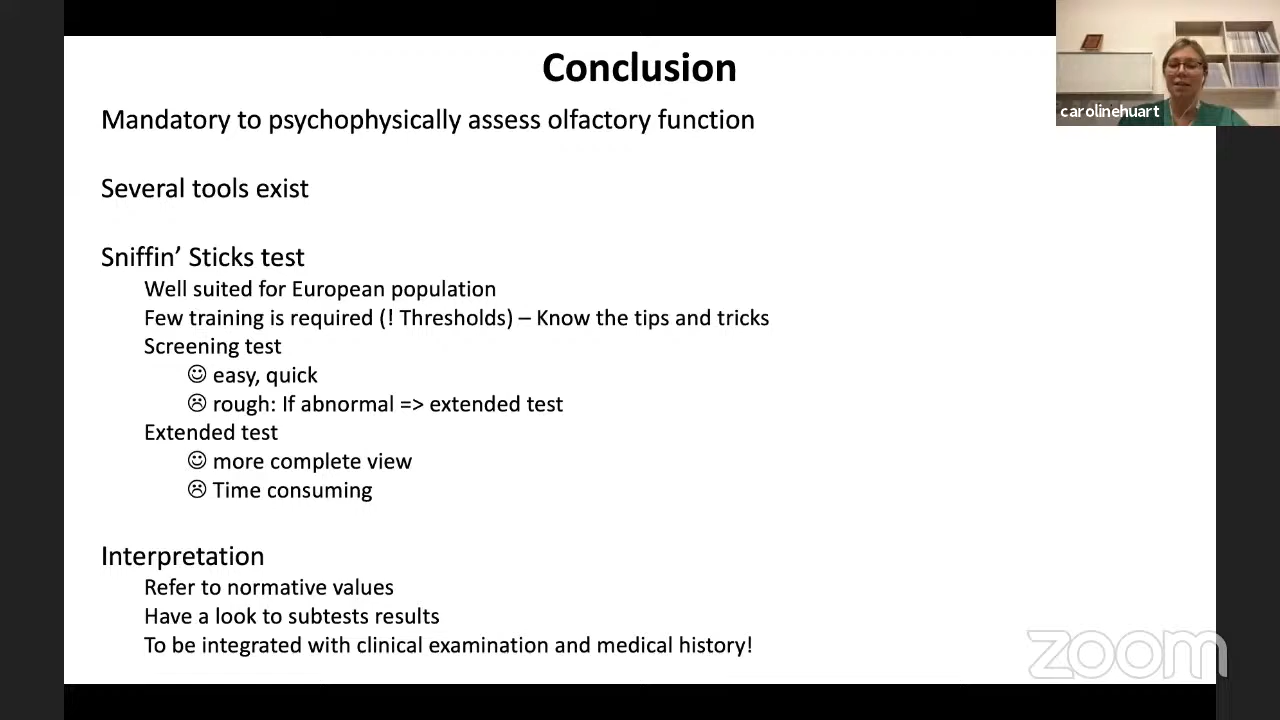 Conclusion
carolinehuart
Mandatory to psychophysically assess olfactory function
Several tools exist
Sniffin’ Sticks test
Well suited for European population
Few training is required (! Thresholds) – Know the tips and tricks
Screening test
☺ easy, quick
☹ rough: If abnormal => extended test
Extended test
☺ more complete view
☹ Time consuming
Interpretation
Refer to normative values
Have a look to subtests results
To be integrated with clinical examination and medical history!
zoom